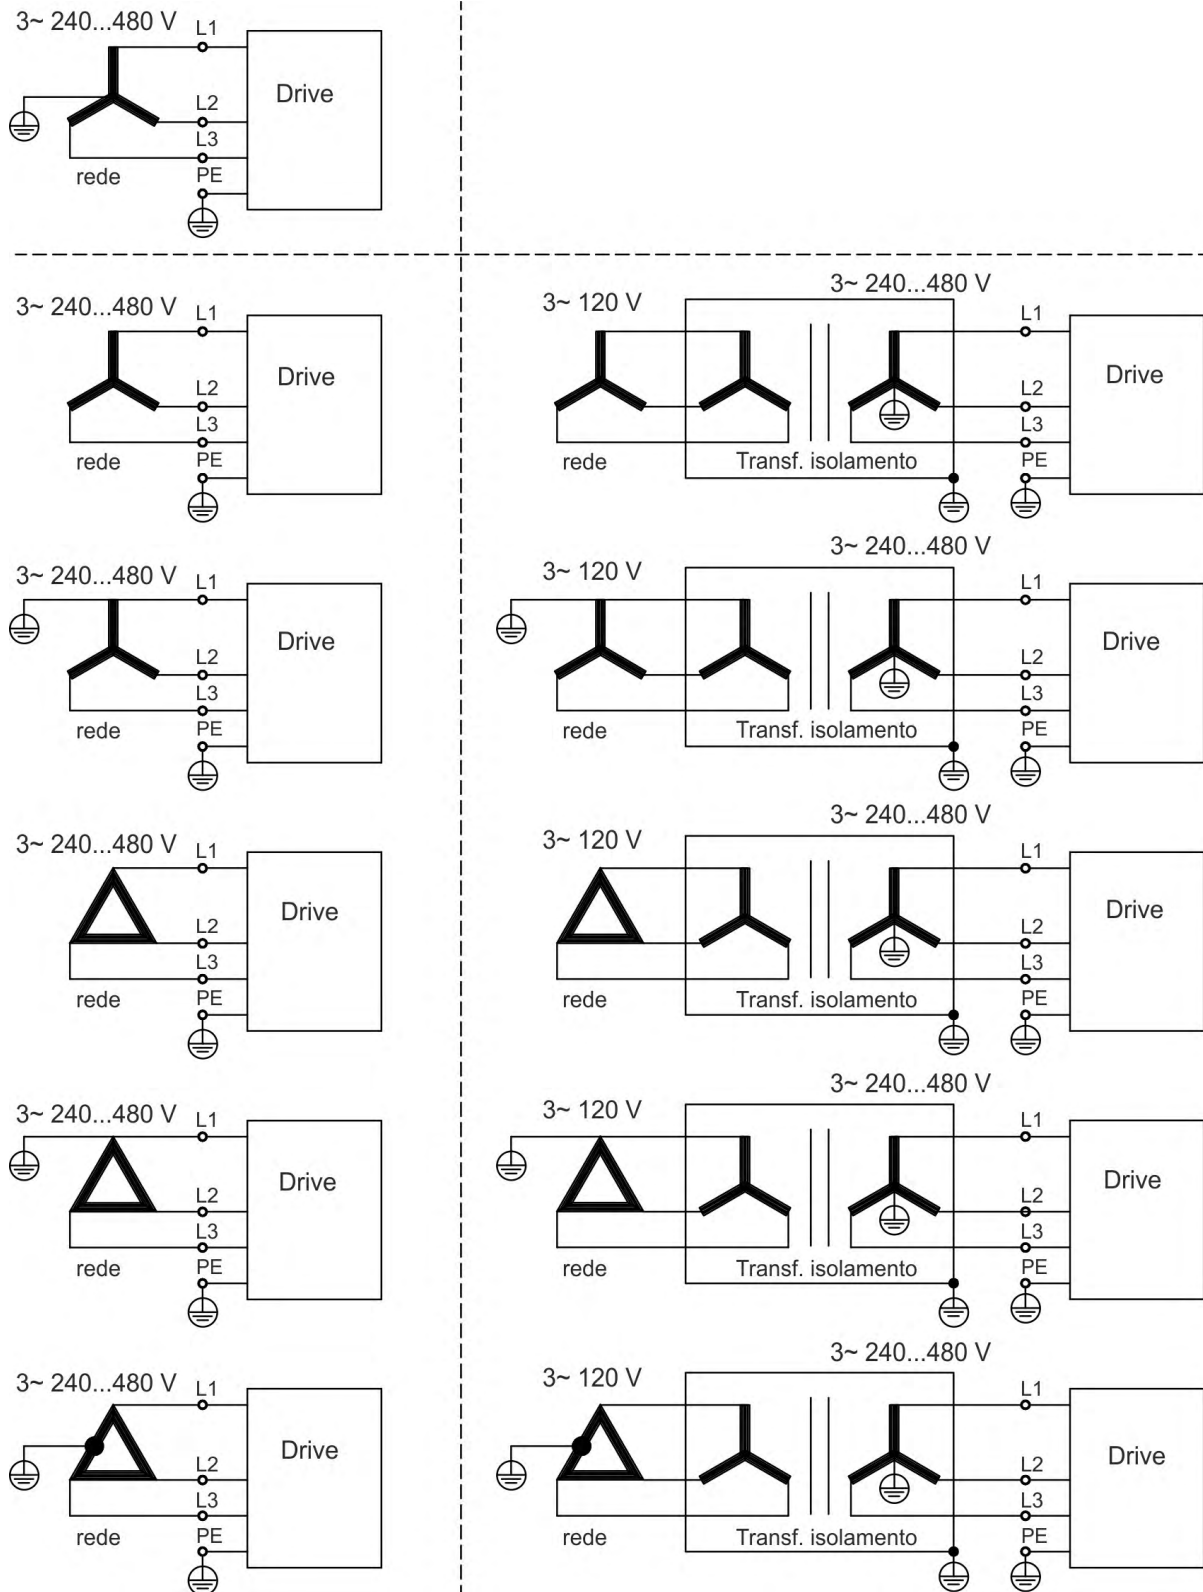 3~ 240...480 V
L1
Drive
L2
L3
rede
PE
3~ 240...480 V
L1
Drive
L2
L3
rede
PE
3~ 120 V
3~ 240...480 V
L1
Drive
L2
L3
rede
Transf. isolamento
PE
3~ 240...480 V
L1
Drive
L2
L3
rede
PE
3~ 120 V
3~ 240...480 V
L1
Drive
L2
L3
rede
Transf. isolamento
PE
3~ 240...480 V
L1
Drive
L2
L3
rede
PE
3~ 120 V
3~ 240...480 V
L1
Drive
L2
L3
rede
Transf. isolamento
PE
3~ 240...480 V
L1
Drive
L2
L3
rede
PE
3~ 120 V
3~ 240...480 V
L1
Drive
L2
L3
rede
Transf. isolamento
PE
3~ 240...480 V
L1
Drive
L2
L3
rede
PE
3~ 120 V
3~ 240...480 V
L1
Drive
L2
L3
rede
Transf. isolamento
PE